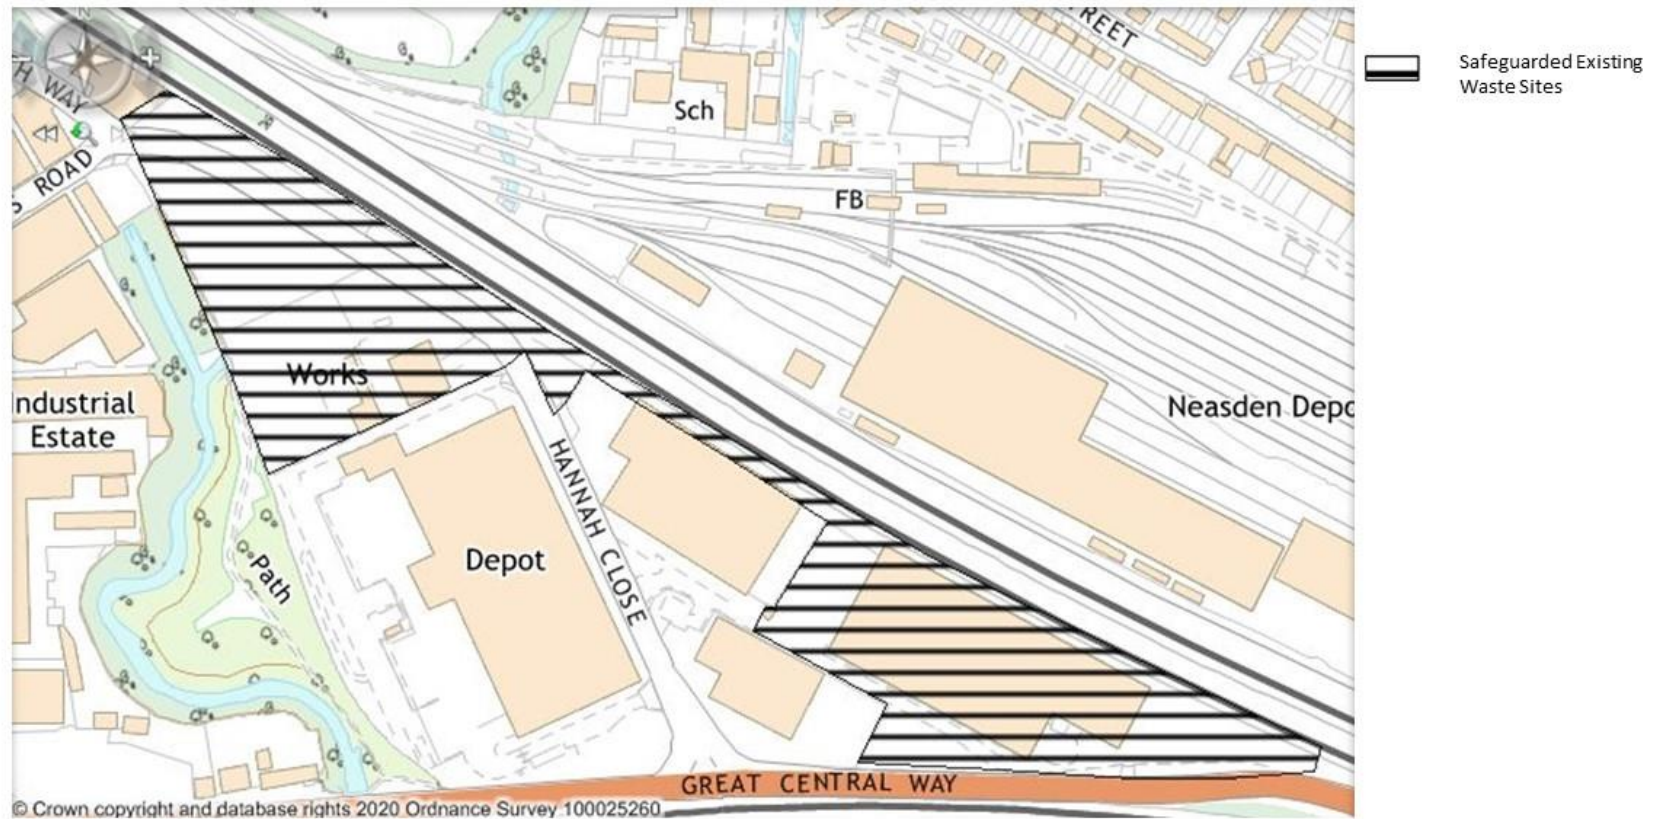 TREET
Safeguarded Existing
Waste Sites
N
H WAY
Sch
S ROAD
FB
Works
Industrial
Estate
Neasden Depo
HANNAH CLOSE
Depot
Path
GREAT CENTRAL WAY
© Crown copyright and database rights 2020 Ordnance Survey 100025260